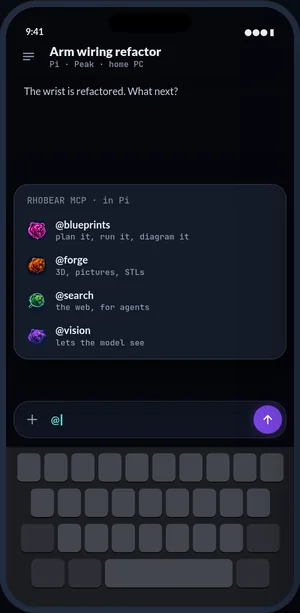 9:41
Arm wiring refactor
Pi · Peak · home PC
The wrist is refactored. What next?
RHOBEAR MCP · in Pi
@blueprints
plan it, run it, diagram it
@forge
3D, pictures, STLs
@search
the web, for agents
@vision
lets the model see
@